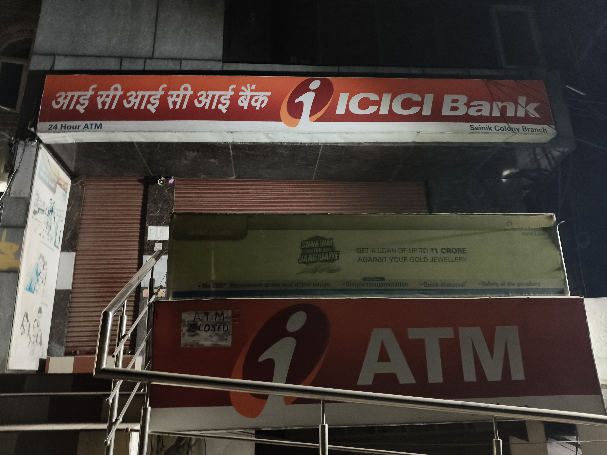 आई सी आई सी आई बैंक
ICICI Bank
24 Hour ATM
Sainik Colony Branch
GET A LOAN OF UP TO ₹1 CRORE
AGAINST YOUR GOLD JEWELLERY
ATM
CLOSED
ATM